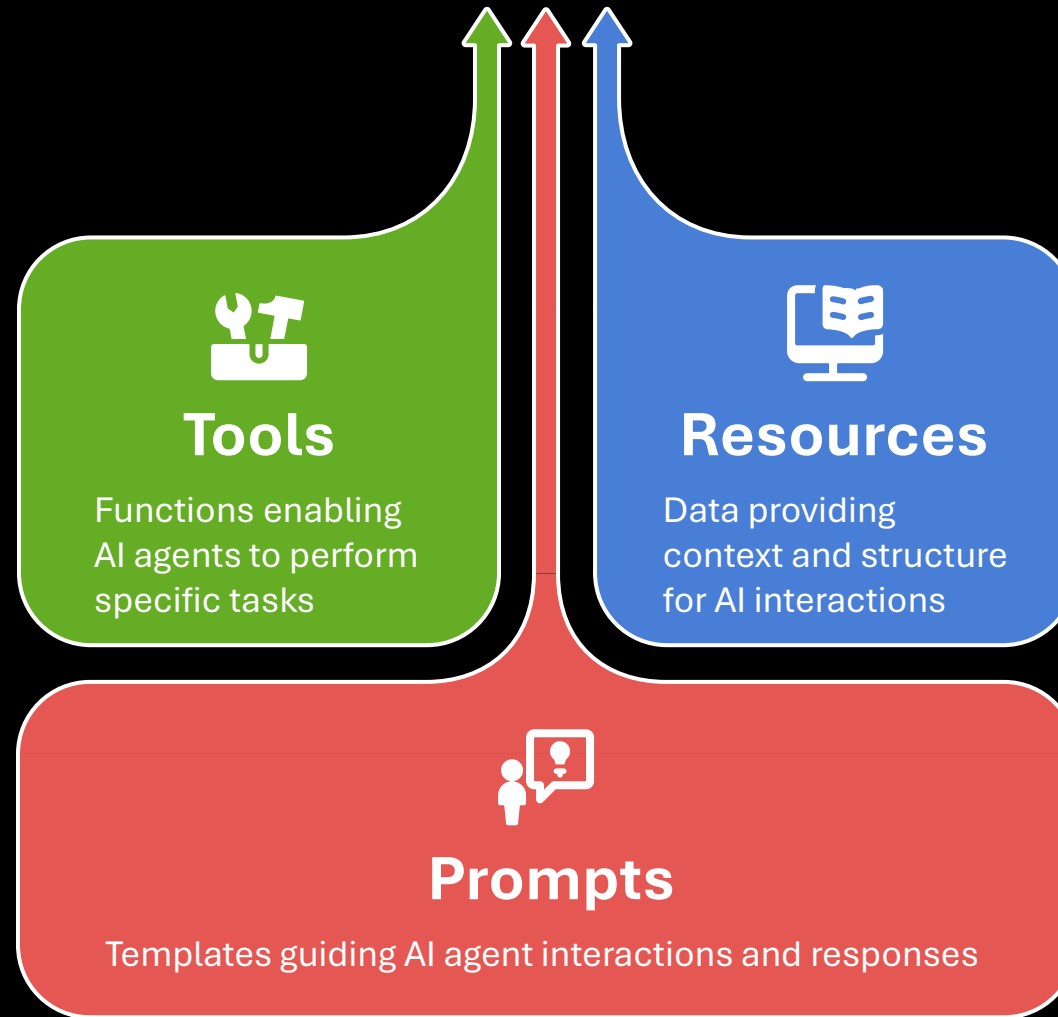 Tools
Functions enabling
AI agents to perform
specific tasks
Resources
Data providing
context and structure
for AI interactions
Prompts
Templates guiding AI agent interactions and responses